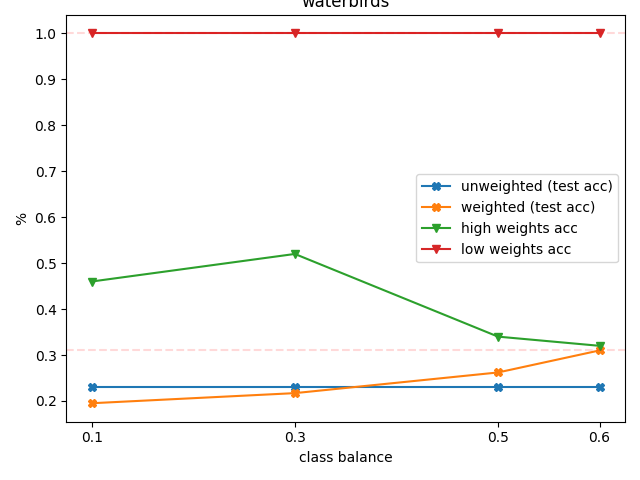 waterbirds
1.0
0.9
0.8
0.7
0.6
0.5
0.4
0.3
0.2
%
unweighted (test acc)
weighted (test acc)
high weights acc
low weights acc
0.1 0.3 0.5 0.6
class balance